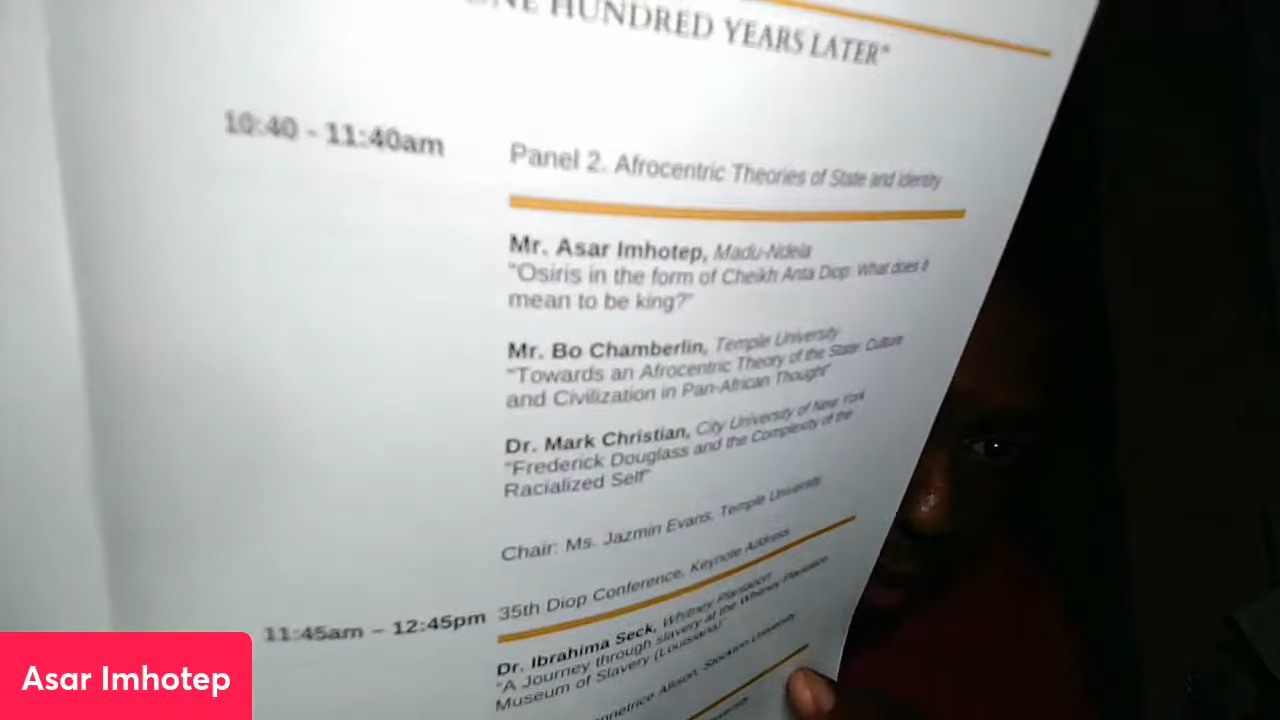 HUNDRED YEARS LATER"
10:40 - 11:40am
Panel 2. Afrocentric Theories of State and Identity
Mr. Asar Imhotep, Madu-Ndela
"Osiris in the form of Cheikh Anta Diop: What does it
mean to be king?"
Mr. Bo Chamberlin, Temple University
"Towards an Afrocentric Theory of the State: Culture
and Civilization in Pan-African Thought"
Dr. Mark Christian, City University of New York
"Frederick Douglass and the Complexity of the
Racialized Self"
Chair: Ms. Jazmin Evans, Temple University
11:45am – 12:45pm
35th Diop Conference, Keynote Address
Dr. Ibrahima Seck, Whitney Plantation
"A Journey through slavery at the Whitney Plantation
Museum of Slavery (Louisiana)"
Allison, Stockton University
Asar Imhotep